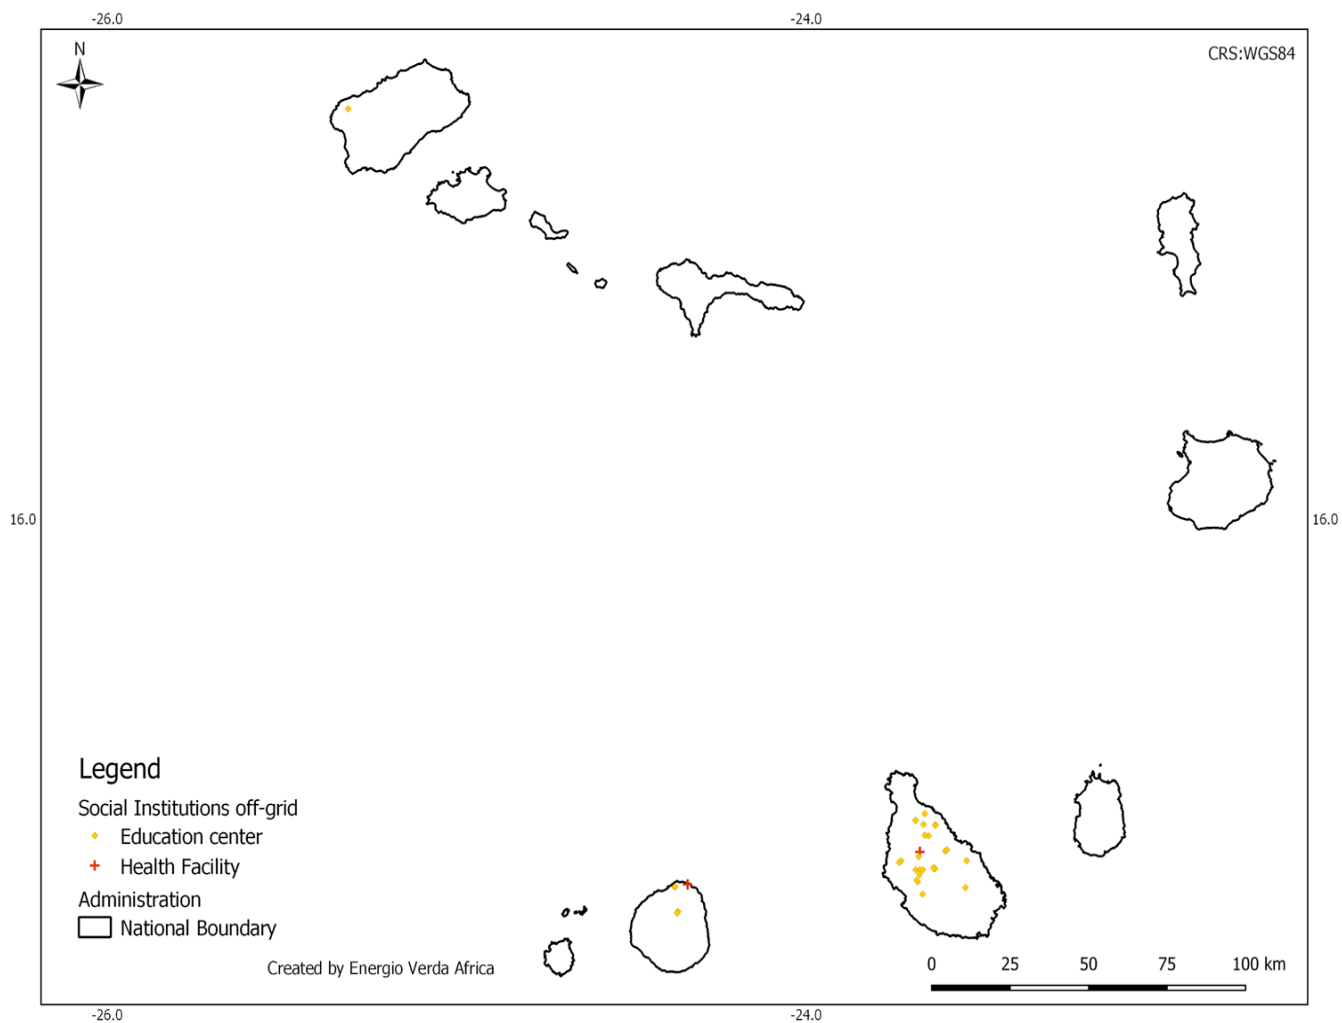 -26.0 -24.0
N
CRS:WGS84
16.0 16.0
Legend
Social Institutions off-grid
Education center
Health Facility
Administration
National Boundary
Created by Energio Verda Africa
0 25 50 75 100 km
-26.0 -24.0